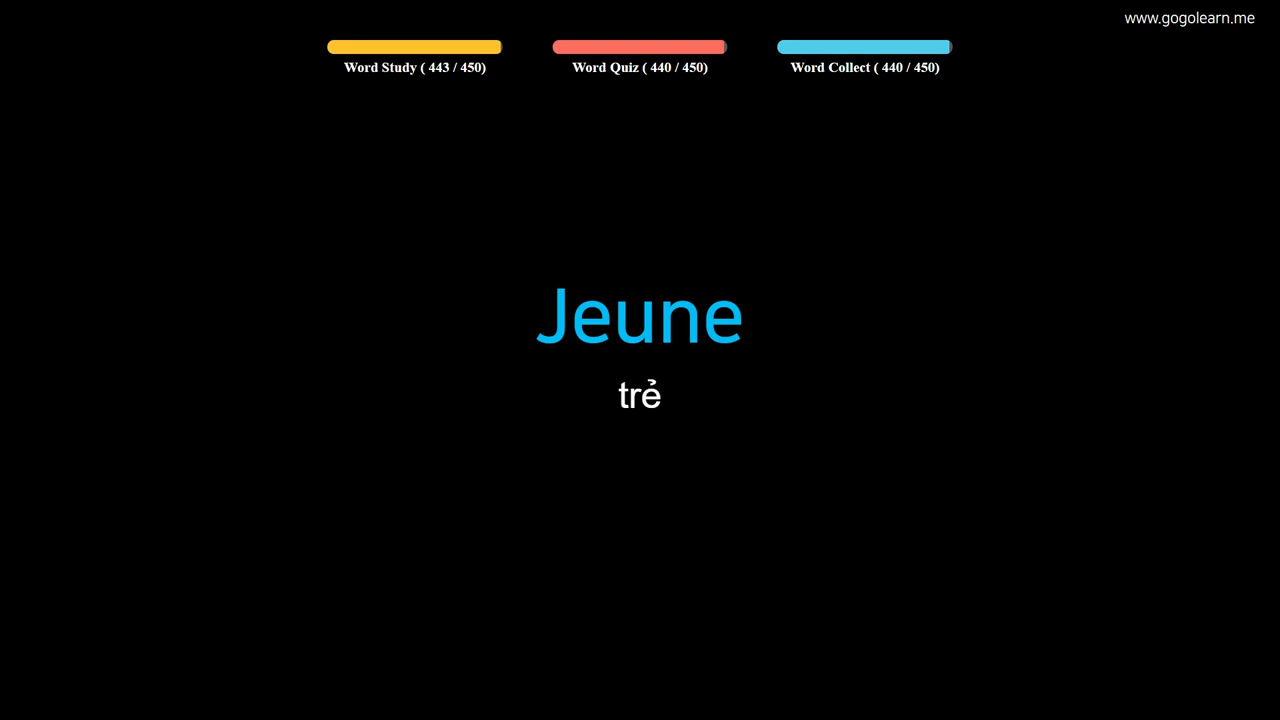 www.gogolearn.me
Word Study ( 443 / 450)
Word Quiz ( 440 / 450)
Word Collect ( 440 / 450)
Jeune
trẻ